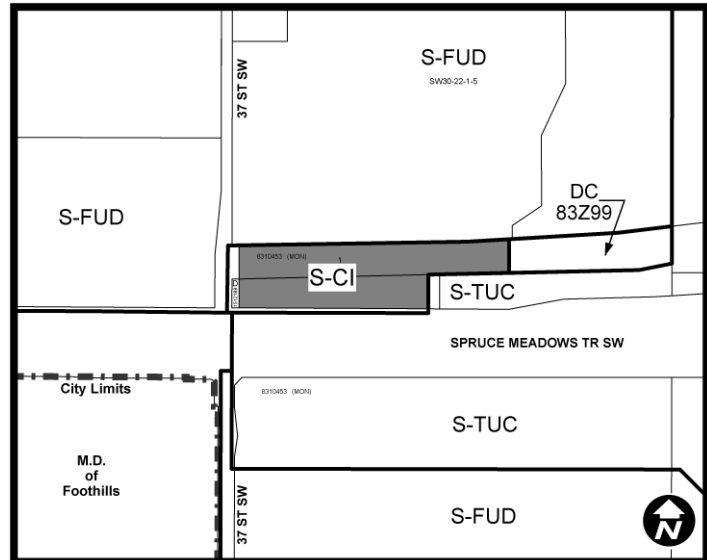 37 ST SW
S-FUD
SW30-22-1-5
S-FUD
DC
83Z99
8310453 (MON)
1
S-CI
S-TUC
SPRUCE MEADOWS TR SW
City Limits
8310453 (MON)
S-TUC
M.D.
of
Foothills
37 ST SW
S-FUD
N